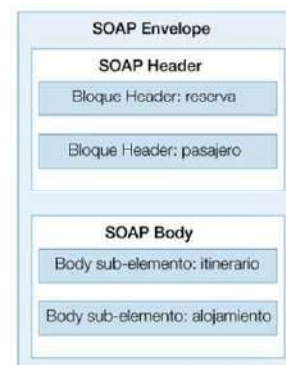 SOAP Envelope
SOAP Header
Bloque Header: reserva
Bloque Header: pasajero
SOAP Body
Body sub-elemento: itinerario
Body sub-elemento: alojamiento